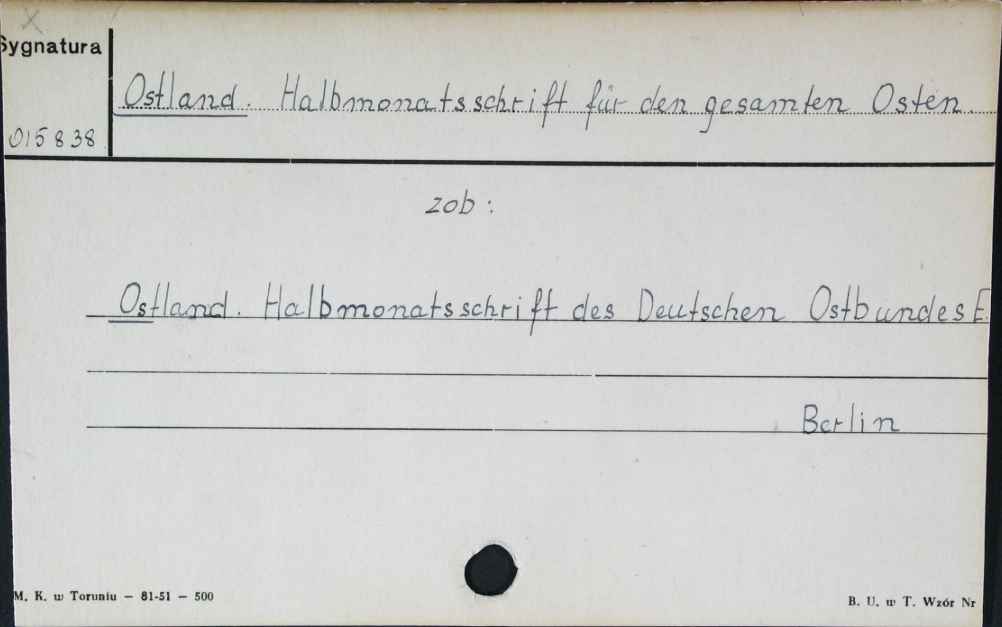 Sygnatura
Ostland. Halbmonatsschrift für den gesamten Osten.
015838
zob:
Ostland. Halbmonatsschrift des Deutschen Ostbundes E.
Berlin
M. K. w Toruniu — 81-51 — 500
B. U. w T. Wzór Nr